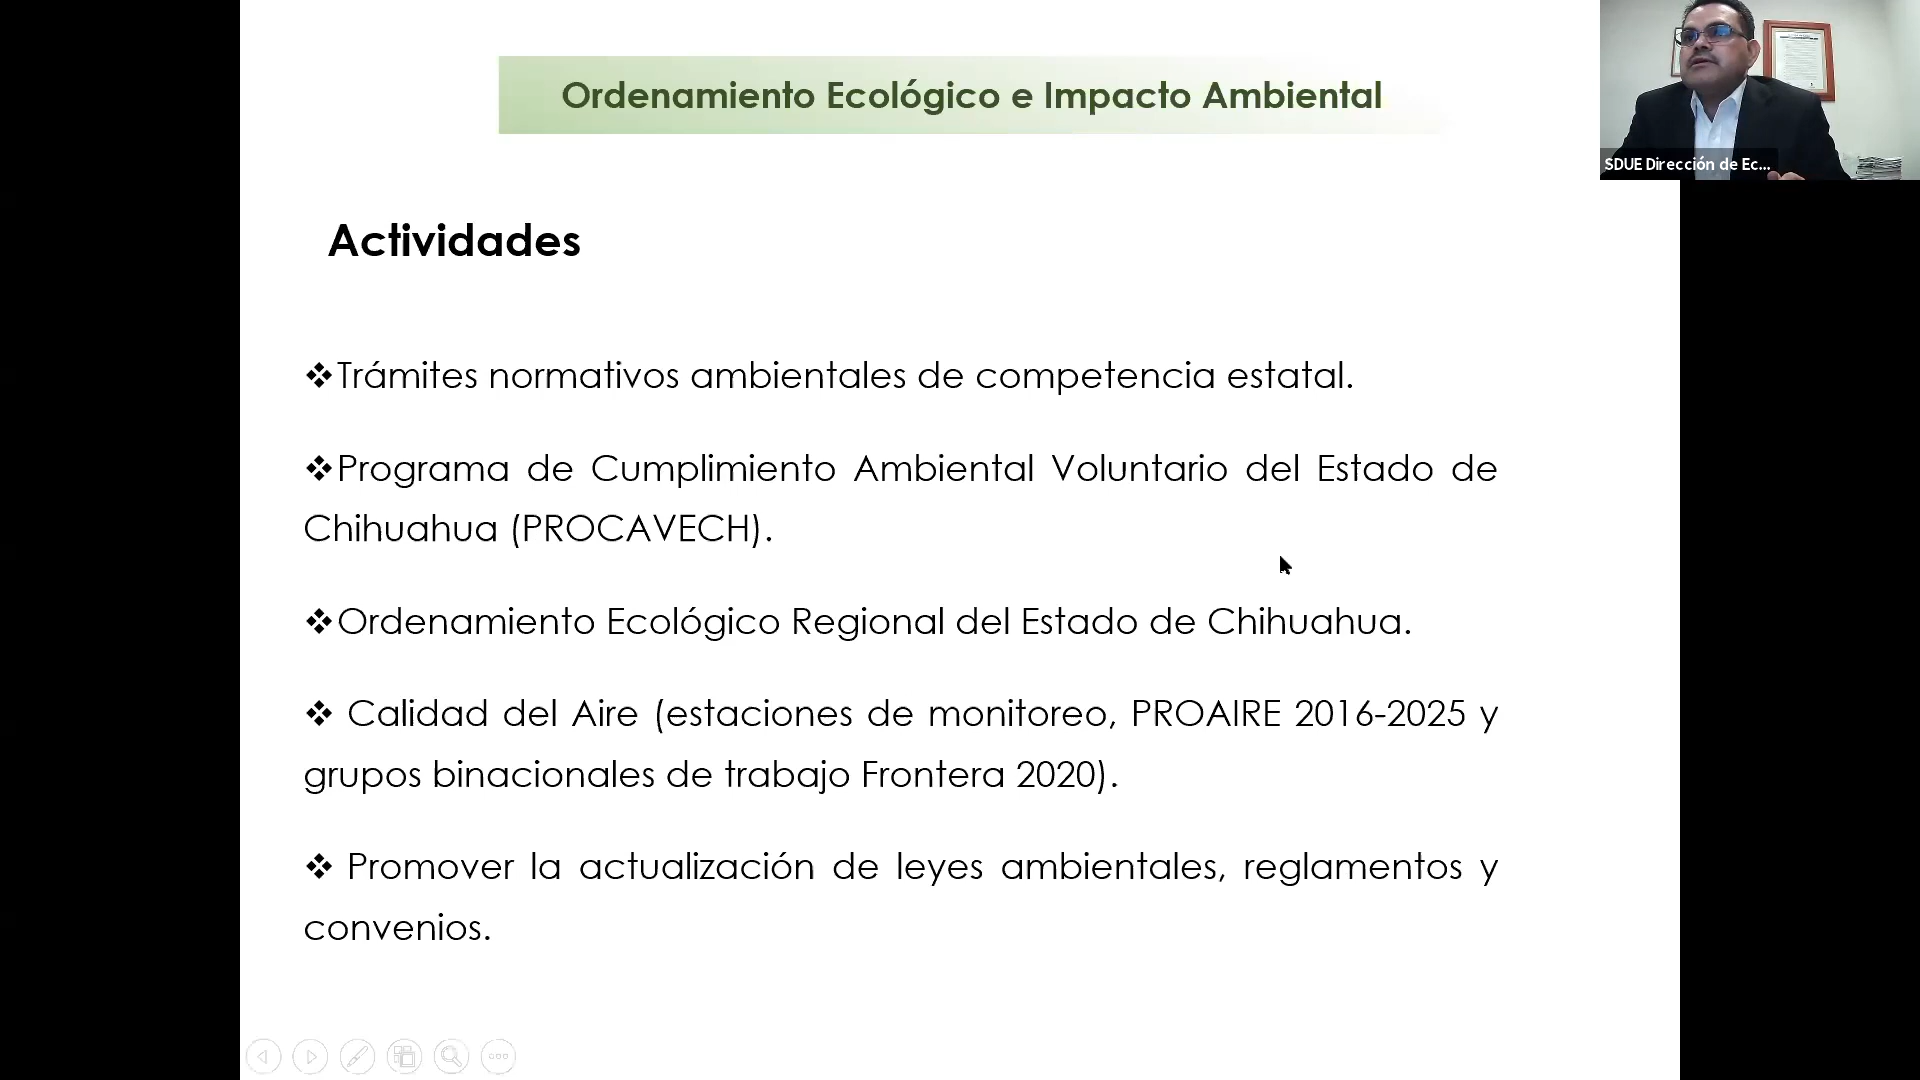 Ordenamiento Ecológico e Impacto Ambiental
SDUE Dirección de Ec...
Actividades
❖Trámites normativos ambientales de competencia estatal.
❖Programa de Cumplimiento Ambiental Voluntario del Estado de
Chihuahua (PROCAVECH).
❖Ordenamiento Ecológico Regional del Estado de Chihuahua.
❖ Calidad del Aire (estaciones de monitoreo, PROAIRE 2016-2025 y
grupos binacionales de trabajo Frontera 2020).
❖ Promover la actualización de leyes ambientales, reglamentos y
convenios.